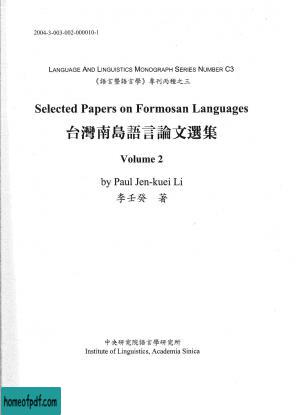 2004-3-003-002-000010-1
LANGUAGE AND LINGUISTICS MONOGRAPH SERIES NUMBER C3
《語言暨語言學》專刊丙種之三
Selected Papers on Formosan Languages
台灣南島語言論文選集
Volume 2
by Paul Jen-kuei Li
李壬癸 著
中央研究院語言學研究所
Institute of Linguistics, Academia Sinica
homeofpdf.com